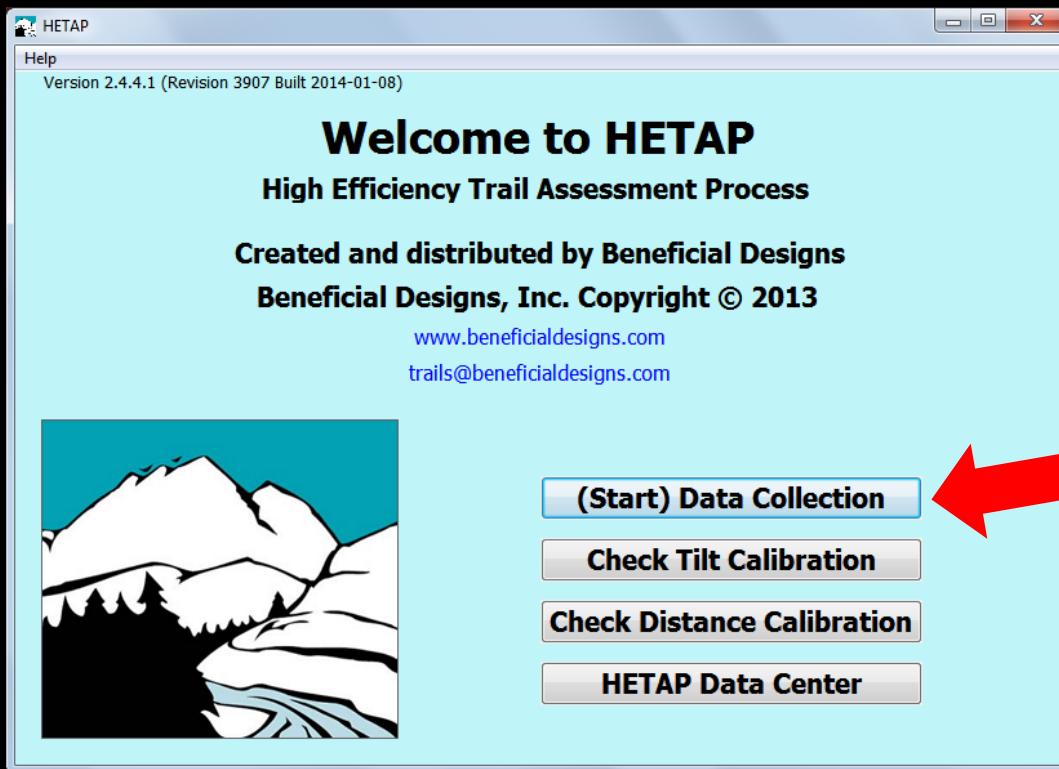 HETAP
Help
Version 2.4.4.1 (Revision 3907 Built 2014-01-08)
Welcome to HETAP
High Efficiency Trail Assessment Process
Created and distributed by Beneficial Designs
Beneficial Designs, Inc. Copyright © 2013
www.beneficialdesigns.com
trails@beneficialdesigns.com
(Start) Data Collection
Check Tilt Calibration
Check Distance Calibration
HETAP Data Center